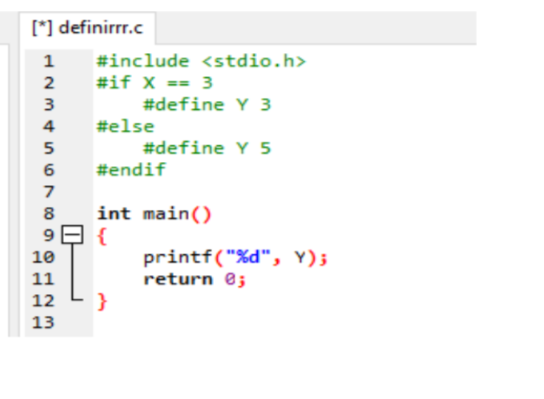 [*] definirrr.c
1 #include <stdio.h>
2 #if X == 3
3     #define Y 3
4 #else
5     #define Y 5
6 #endif
7
8 int main()
9 {
10     printf("%d", Y);
11     return 0;
12 }
13